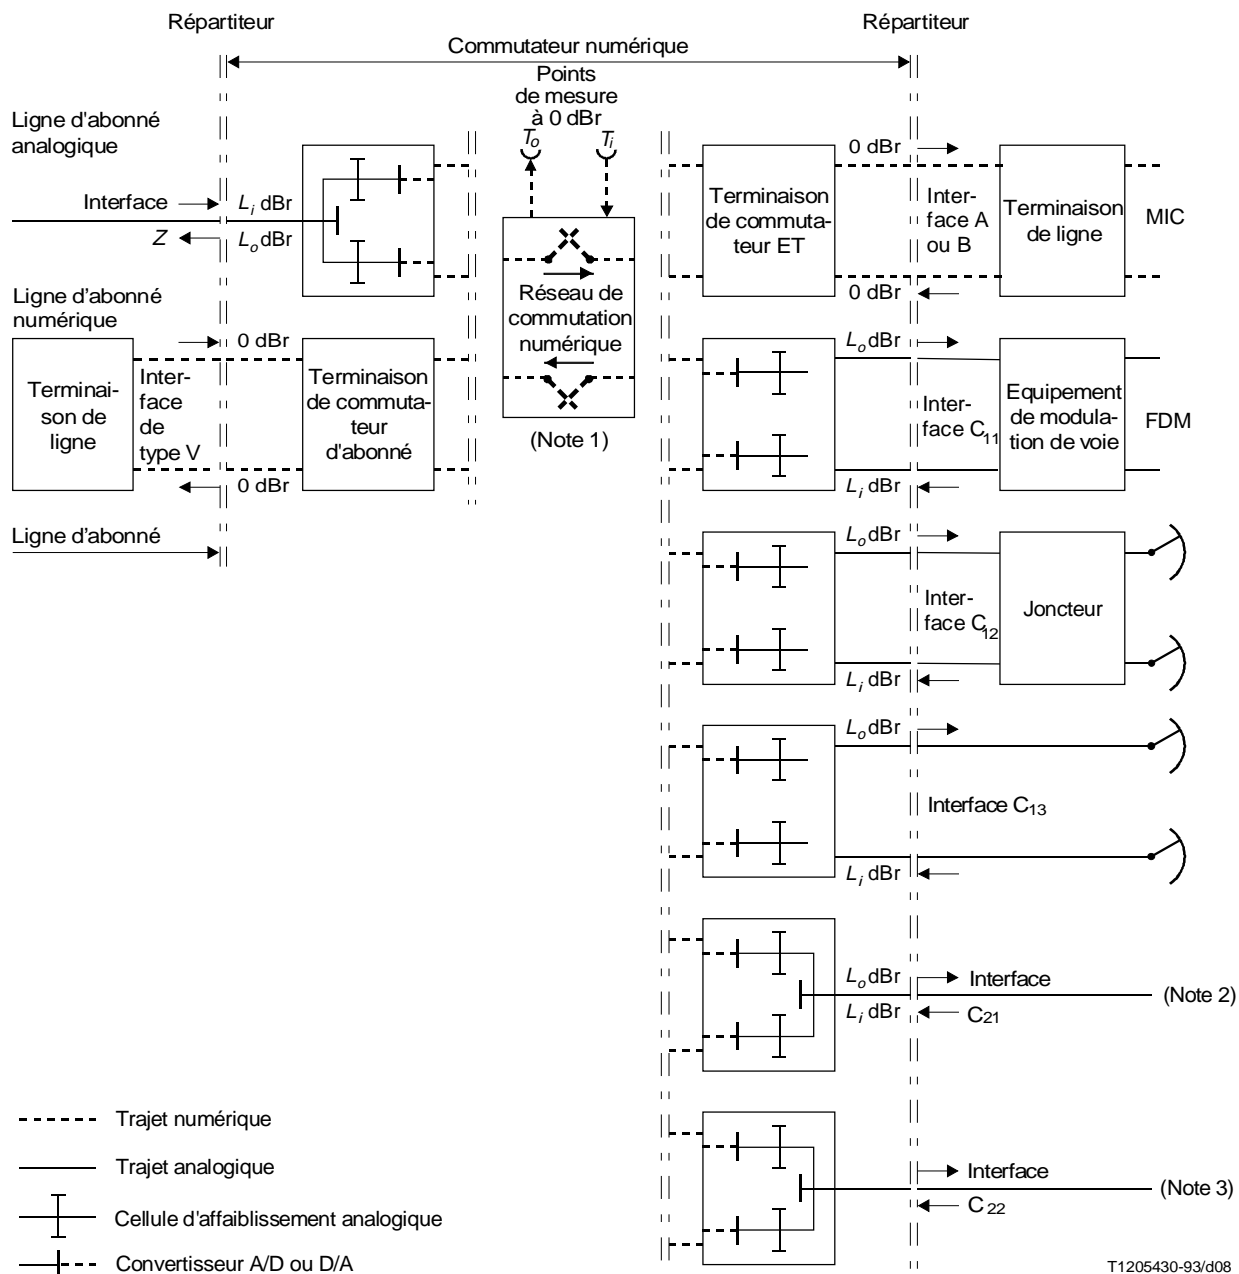 Répartiteur
Répartiteur
Commutateur numérique
Points
de mesure
à 0 dBr
To
Ti
Ligne d'abonné
analogique
Interface
Z
Li dBr
Lo dBr
Réseau de
commutation
numérique
(Note 1)
Ligne d'abonné
numérique
Terminai-
son de
ligne
Inter-
face
de
type V
0 dBr
0 dBr
Terminaison
de commuta-
teur
d'abonné
Ligne d'abonné
Terminaison
de commuta-
teur ET
0 dBr
0 dBr
Inter-
face A
ou B
Terminaison
de ligne
MIC
Lo dBr
Li dBr
Inter-
face C11
Equipement
de modula-
tion de voie
FDM
Lo dBr
Li dBr
Inter-
face C12
Joncteur
Lo dBr
Li dBr
Interface C13
Lo dBr
Li dBr
Interface
C21
(Note 2)
Interface
C22
(Note 3)
Trajet numérique
Trajet analogique
Cellule d'affaiblissement analogique
Convertisseur A/D ou D/A
T1205430-93/d08